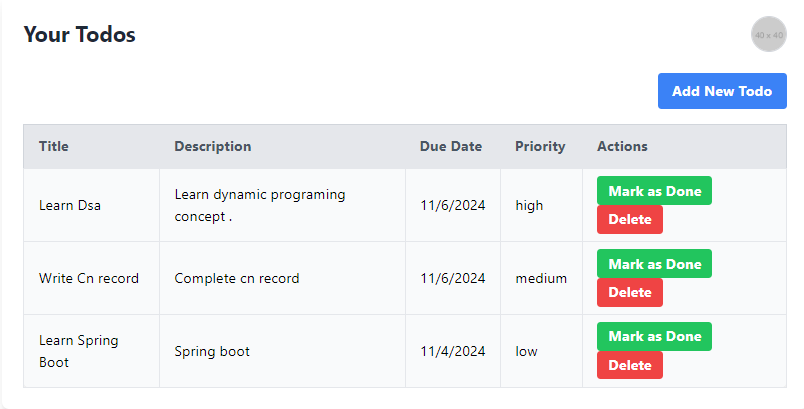 Your Todos
40 x 40
Add New Todo
Title Description Due Date Priority Actions
Learn Dsa
Learn dynamic programing
concept .
11/6/2024
high
Mark as Done
Delete
Write Cn record
Complete cn record
11/6/2024
medium
Mark as Done
Delete
Learn Spring
Boot
Spring boot
11/4/2024
low
Mark as Done
Delete